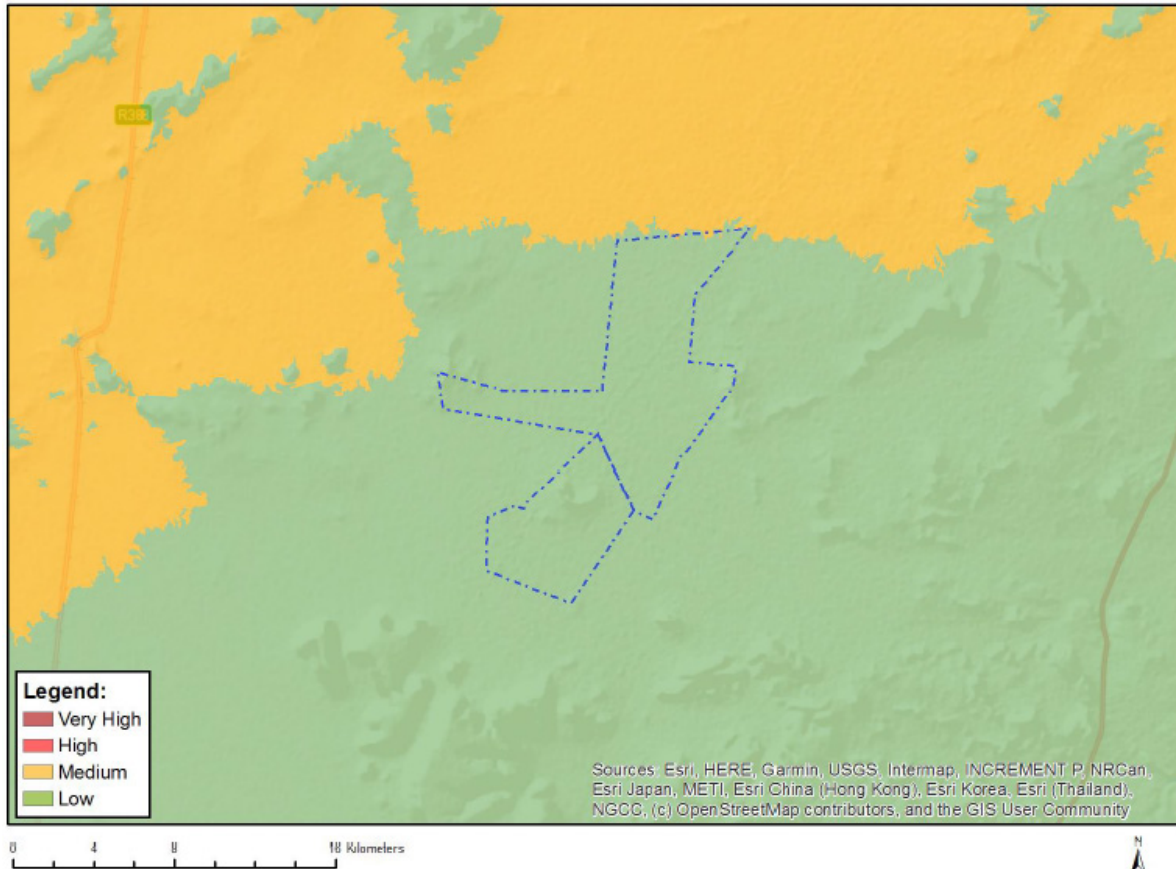 Legend:
Very High
High
Medium
Low
Sources: Esri, HERE, Garmin, USGS, Intermap, INCREMENT P, NRCan,
Esri Japan, METI, Esri China (Hong Kong), Esri Korea, Esri (Thailand),
NGCC, (c) OpenStreetMap contributors, and the GIS User Community
0 4 8 16 Kilometers
N